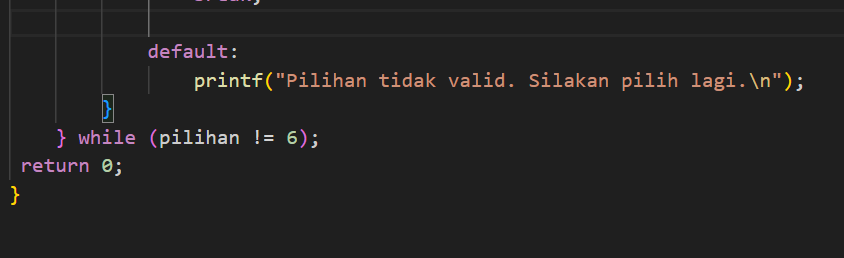 default:
printf("Pilihan tidak valid. Silakan pilih lagi.\n");
}
} while (pilihan != 6);
return 0;
}